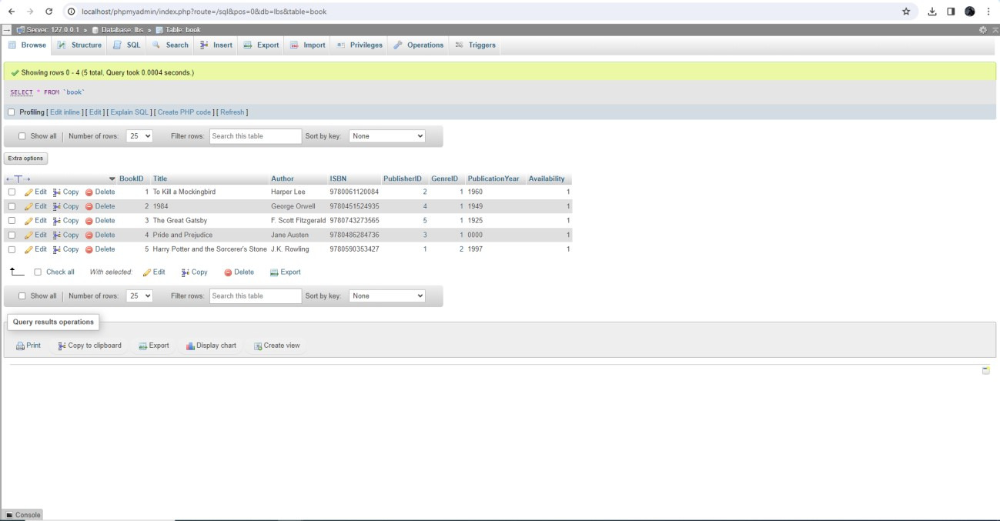 localhost/phpmyadmin/index.php?route=/sql&pos=0&db=lbs&table=book
Server: 127.0.0.1 » Database: lbs » Table: book
Browse Structure SQL Search Insert Export Import Privileges Operations Triggers
Showing rows 0 - 4 (5 total, Query took 0.0004 seconds.)
SELECT * FROM `book`
Profiling [ Edit inline ] [ Edit ] [ Explain SQL ] [ Create PHP code ] [ Refresh ]
Show all | Number of rows: 25 Filter rows: Search this table Sort by key: None
Extra options
←T→ BookID Title Author ISBN PublisherID GenreID PublicationYear Availability
Edit Copy Delete 1 To Kill a Mockingbird Harper Lee 9780061120084 2 1 1960 1
Edit Copy Delete 2 1984 George Orwell 9780451524935 4 1 1949 1
Edit Copy Delete 3 The Great Gatsby F. Scott Fitzgerald 9780743273565 5 1 1925 1
Edit Copy Delete 4 Pride and Prejudice Jane Austen 9780486284736 3 1 0000 1
Edit Copy Delete 5 Harry Potter and the Sorcerer's Stone J.K. Rowling 9780590353427 1 2 1997 1
Check all With selected: Edit Copy Delete Export
Show all | Number of rows: 25 Filter rows: Search this table Sort by key: None
Query results operations
Print Copy to clipboard Export Display chart Create view
Console